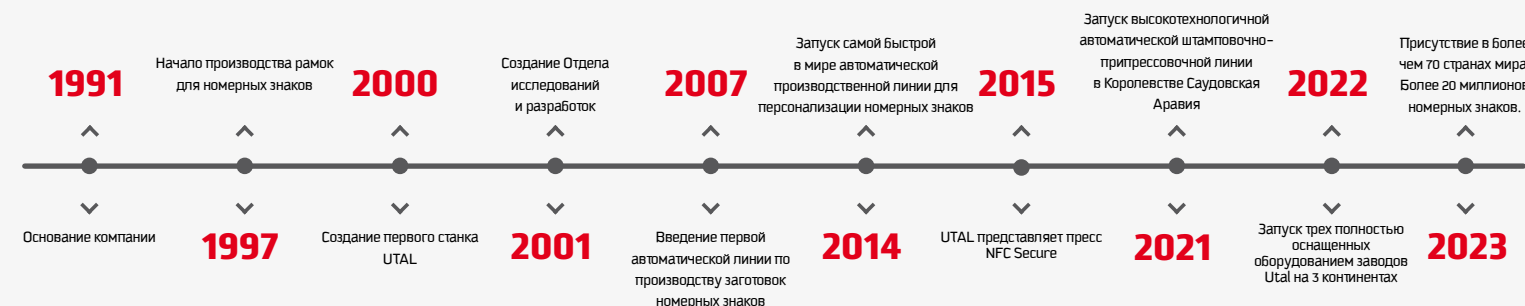 1991
Основание компании
Начало производства рамок
для номерных знаков
1997
2000
Создание первого станка
UTAL
Создание Отдела
исследований
и разработок
2001
2007
Введение первой
автоматической линии по
производству заготовок
номерных знаков
Запуск самой быстрой
в мире автоматической
производственной линии для
персонализации номерных знаков
2014
2015
UTAL представляет пресс
NFC Secure
Запуск высокотехнологичной
автоматической штамповочно-
припрессовочной линии
в Королевстве Саудовская
Аравия
2021
2022
Запуск трех полностью
оснащенных
оборудованием заводов
Utal на 3 континентах
Присутствие в более
чем 70 странах мира
Более 20 миллионов
номерных знаков.
2023